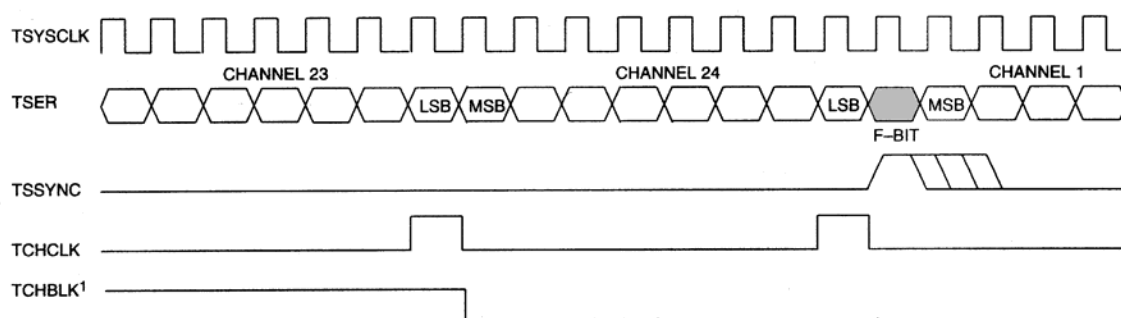 TSYSCLK
CHANNEL 23 CHANNEL 24 CHANNEL 1
TSER LSB MSB LSB MSB
F–BIT
TSSYNC
TCHCLK
TCHBLK¹